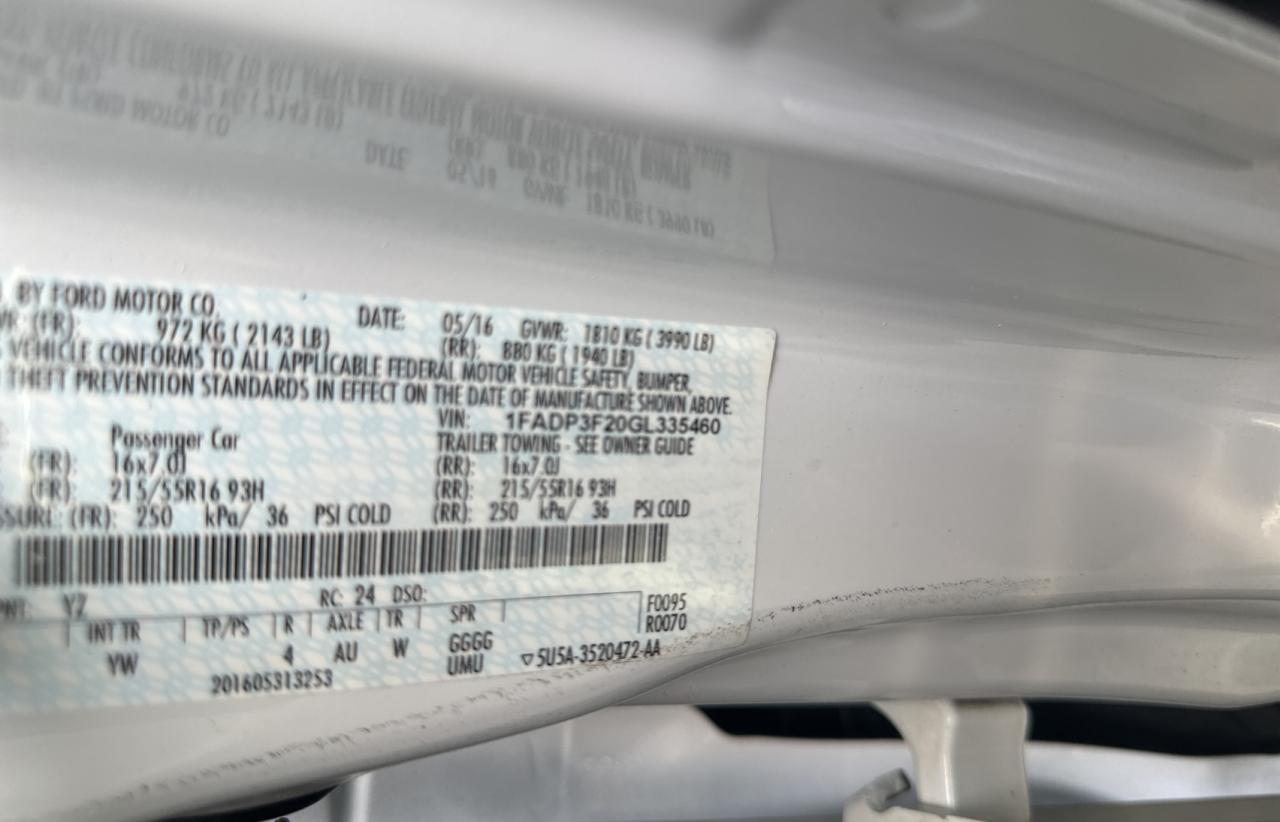 BY FORD MOTOR CO.
DATE: 05/16 GVWR: 1810 KG ( 3990 LB)
(FR): 972 KG ( 2143 LB) (RR): 880 KG ( 1940 LB)
VEHICLE CONFORMS TO ALL APPLICABLE FEDERAL MOTOR VEHICLE SAFETY, BUMPER,
THEFT PREVENTION STANDARDS IN EFFECT ON THE DATE OF MANUFACTURE SHOWN ABOVE.
VIN: 1FADP3F20GL335460
Passenger Car TRAILER TOWING - SEE OWNER GUIDE
(FR): 16x7.0J (RR): 16x7.0J
(FR): 215/55R16 93H (RR): 215/55R16 93H
(FR): 250 kPa/ 36 PSI COLD (RR): 250 kPa/ 36 PSI COLD
YZ RC: 24 DSO:
INT TR TP/PS R AXLE TR SPR F0095
R0070
YW 4 AU W GGGG
UMU
▽5U5A-3520472-AA
201605313253